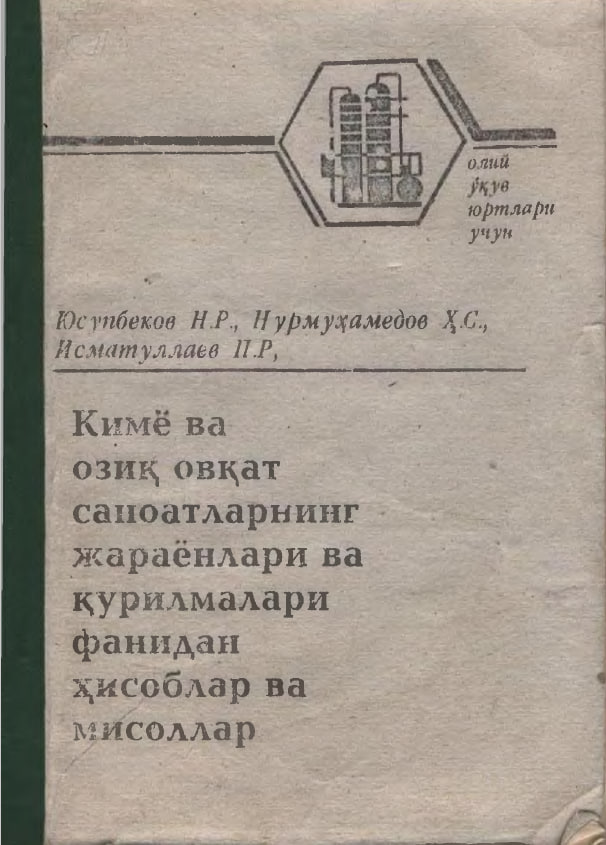 олий
ўқув
юртлари
учун
Юсупбеков Н.Р., Нурмуҳамедов Ҳ.С.,
Исматуллаев П.Р,
Кимё ва
озиқ овқат
саноатларнинг
жараёнлари ва
қурилмалари
фанидан
ҳисоблар ва
мисоллар